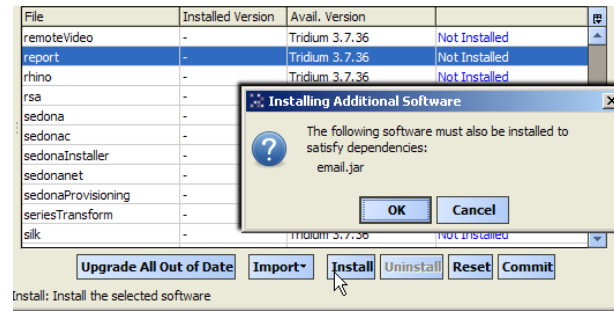 File Installed Version Avail. Version
remoteVideo - Tridium 3.7.36 Not Installed
report - Tridium 3.7.36 Not Installed
rhino - Tridium 3.7.36 Not Installed
rsa -
sedona -
sedonac -
sedonaInstaller -
sedonanet -
sedonaProvisioning -
seriesTransform -
silk - Tridium 3.7.36 Not Installed
Installing Additional Software
The following software must also be installed to
satisfy dependencies:
email.jar
OK Cancel
Upgrade All Out of Date Import Install Uninstall Reset Commit
Install: Install the selected software